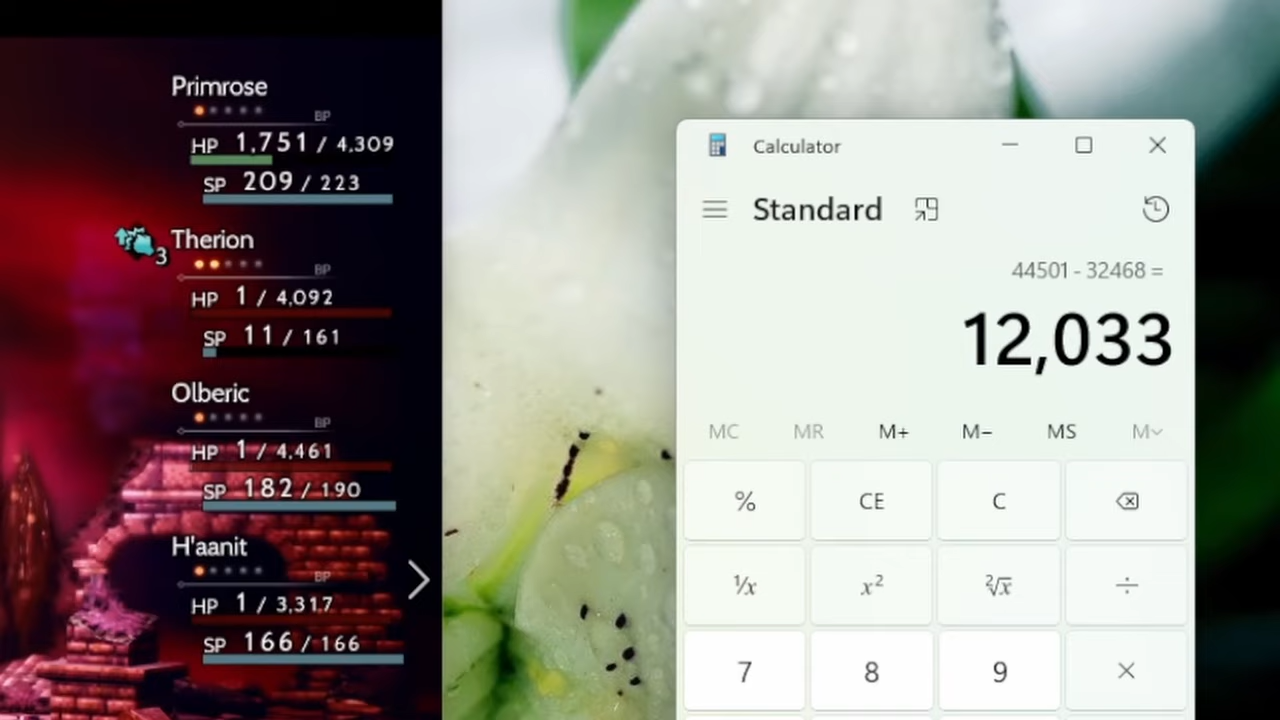 Primrose
BP
HP 1,751 / 4,309
SP 209 / 223
Therion
3
BP
HP 1 / 4,092
SP 11 / 161
Olberic
BP
HP 1 / 4,461
SP 182 / 190
H'aanit
BP
HP 1 / 3,317
SP 166 / 166
Calculator
Standard
44501 - 32468 =
12,033
MC MR M+ M− MS M
% CE C
¹/x x² ²√x ÷
7 8 9 ×